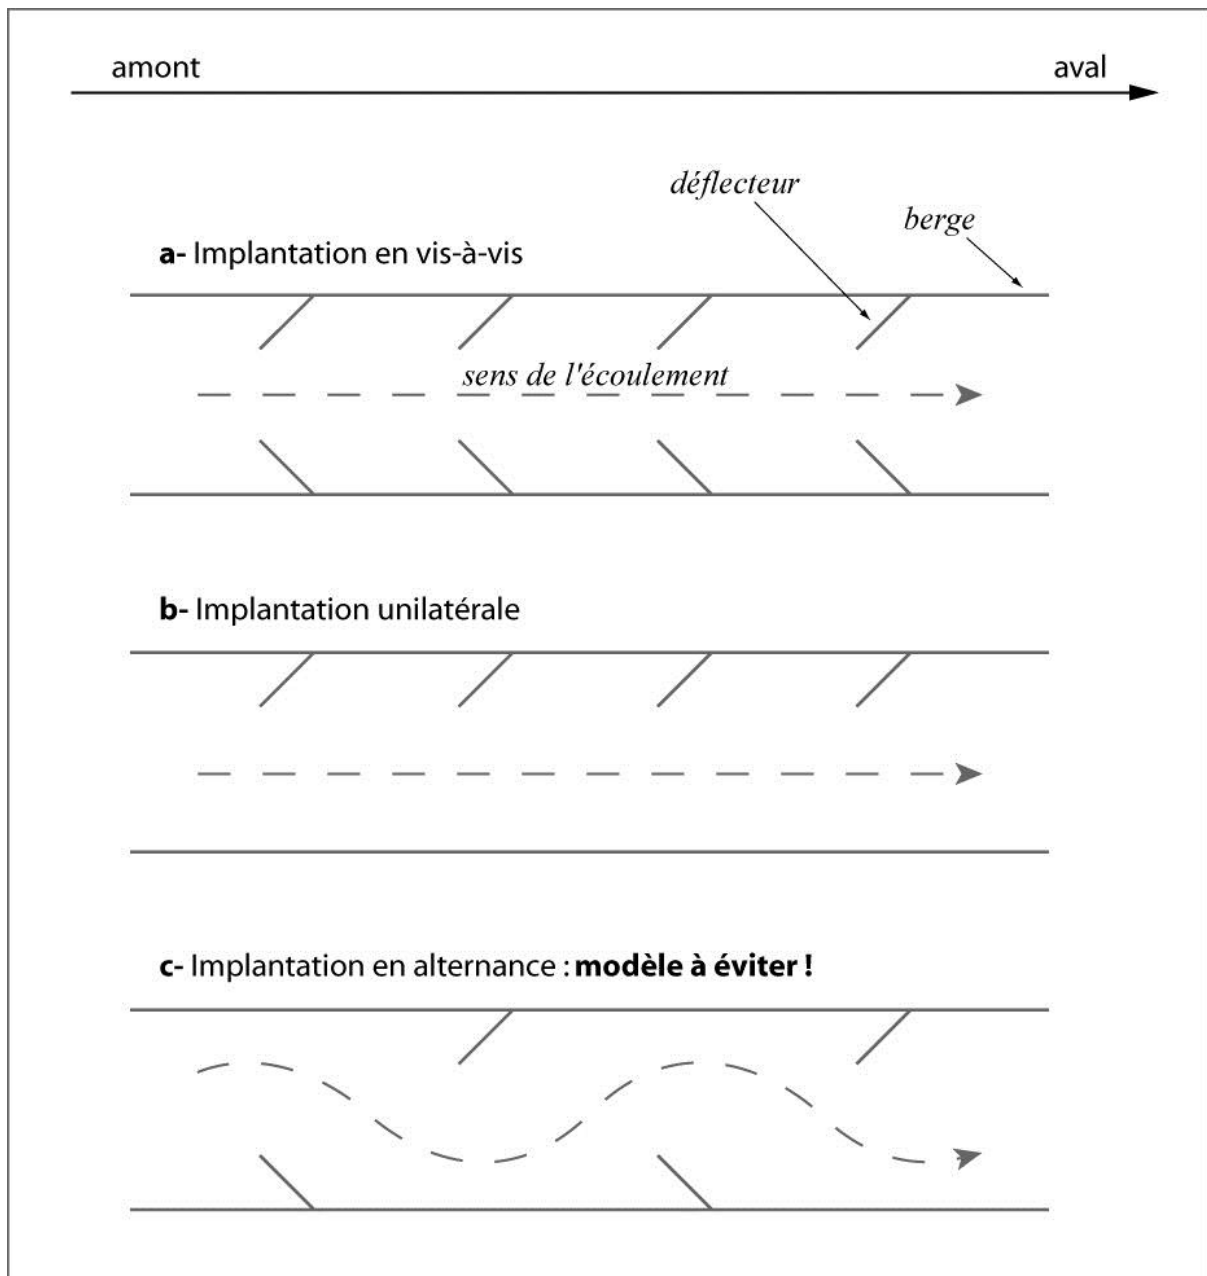 amont
aval
déflecteur
berge
a- Implantation en vis-à-vis
sens de l'écoulement
b- Implantation unilatérale
c- Implantation en alternance : modèle à éviter !